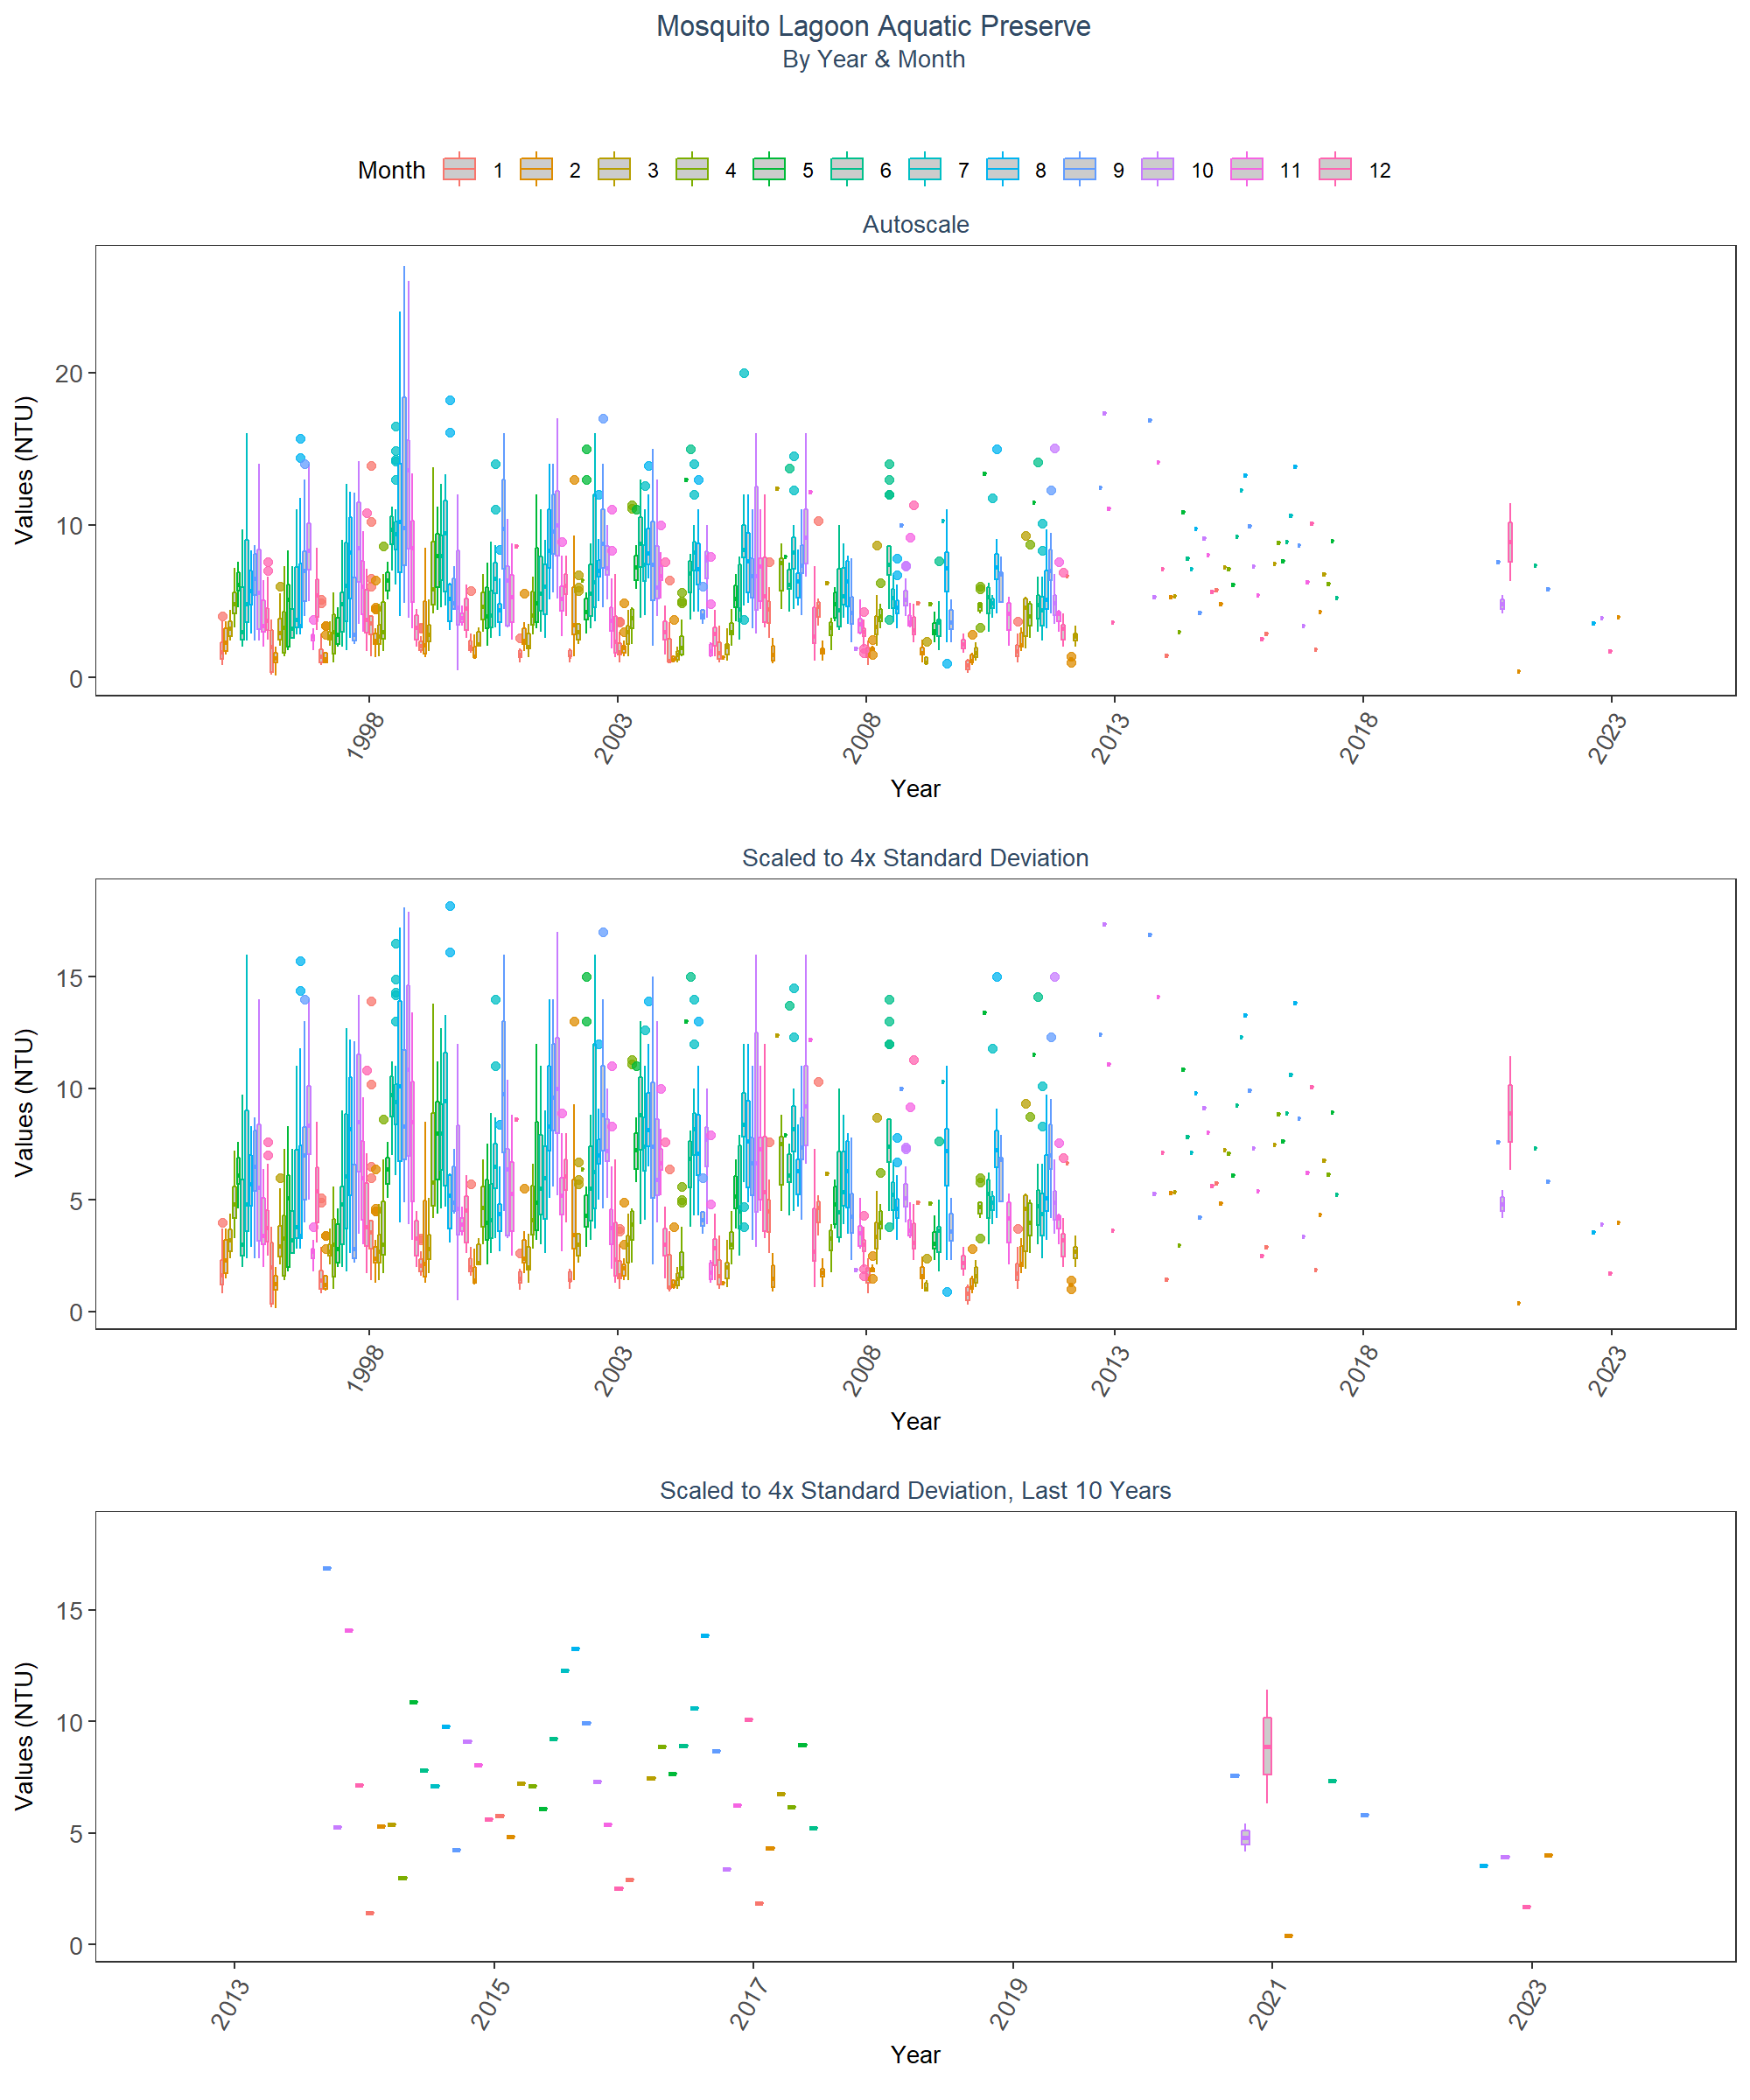 Mosquito Lagoon Aquatic Preserve
By Year & Month
Month 1 2 3 4 5 6 7 8 9 10 11 12
Autoscale
Values (NTU)
20
10
0
1998 2003 2008 2013 2018 2023
Year
Scaled to 4x Standard Deviation
Values (NTU)
15
10
5
0
1998 2003 2008 2013 2018 2023
Year
Scaled to 4x Standard Deviation, Last 10 Years
Values (NTU)
15
10
5
0
2013 2015 2017 2019 2021 2023
Year